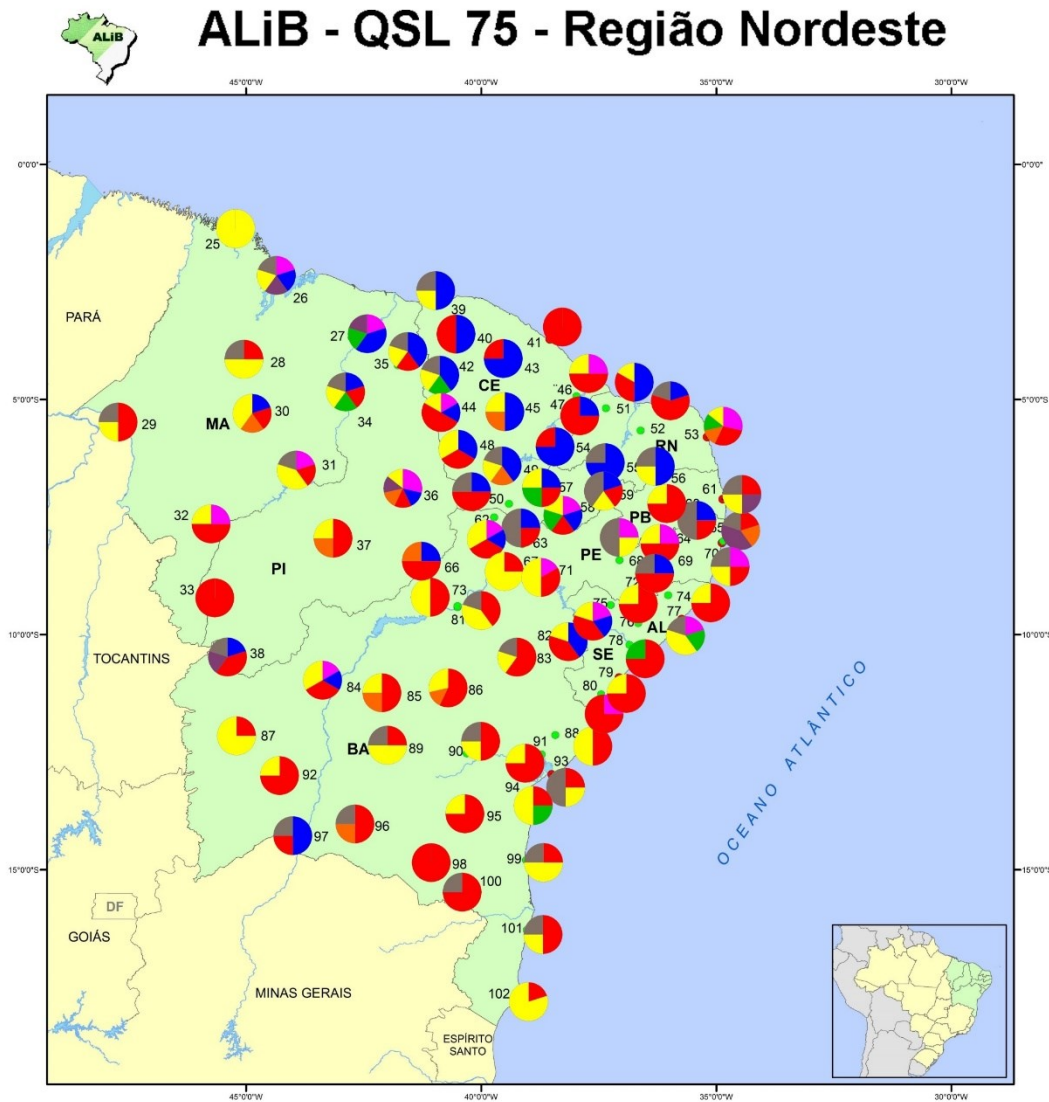 ALiB
ALiB - QSL 75 - Região Nordeste
45°0'0"W 40°0'0"W 35°0'0"W 30°0'0"W
0°0'0" 0°0'0"
25
26
PARÁ
39
27 40 41
28 35 42 43
CE
5°0'0"S 34 44 45 46 47 51 5°0'0"S
29 MA 30 52 RN 53
48 54 55 56
31 36 49 50 57 58 59 61
32 37 62 63 PB 64
PI PE 68 69 70
33 66 73 71 74
81 75 76 77
10°0'0"S TOCANTINS 38 82 78 AL 10°0'0"S
83 SE 79
84 85 86 80
87 BA 89 90 91 88
92 93
94
95
97 96
15°0'0"S 98 99 15°0'0"S
100
DF
GOIÁS 101
MINAS GERAIS 102
ESPÍRITO
SANTO
OCEANO ATLÂNTICO
45°0'0"W 40°0'0"W 35°0'0"W 30°0'0"W